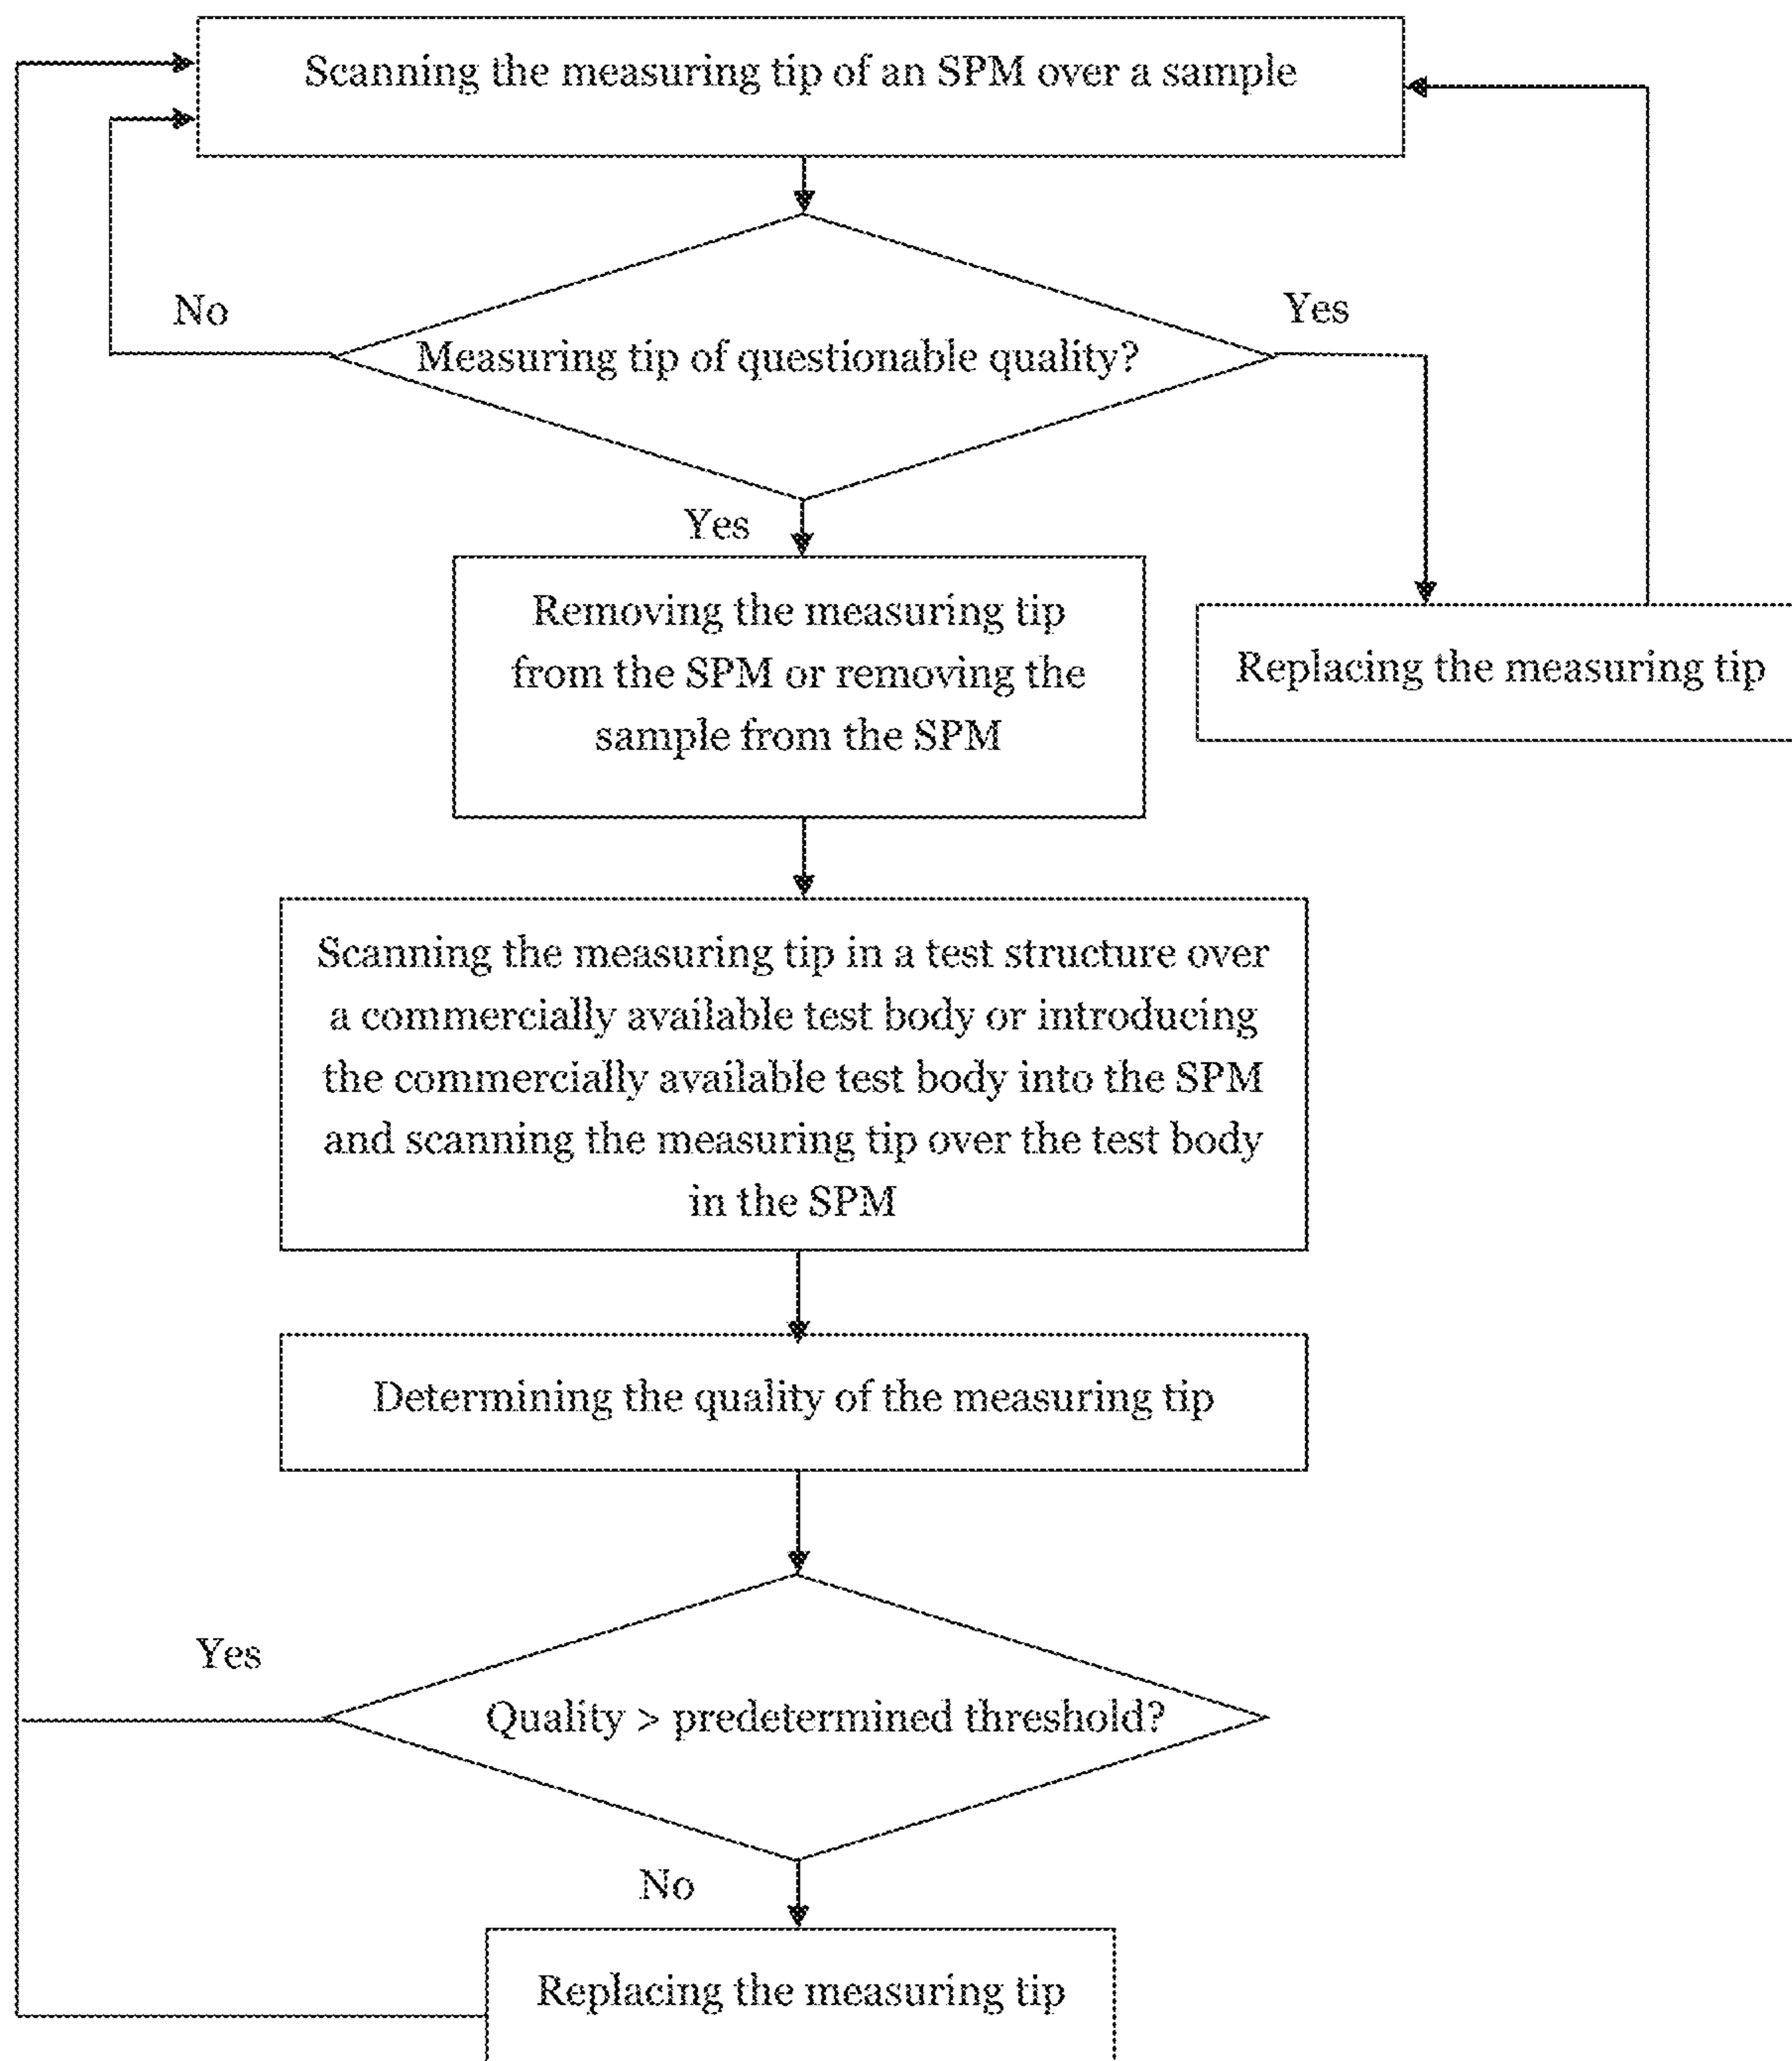 Scanning the measuring tip of an SPM over a sample
No
Yes
Measuring tip of questionable quality?
Yes
Removing the measuring tip
from the SPM or removing the
sample from the SPM
Replacing the measuring tip
Scanning the measuring tip in a test structure over
a commercially available test body or introducing
the commercially available test body into the SPM
and scanning the measuring tip over the test body
in the SPM
Determining the quality of the measuring tip
Yes
Quality > predetermined threshold?
No
Replacing the measuring tip